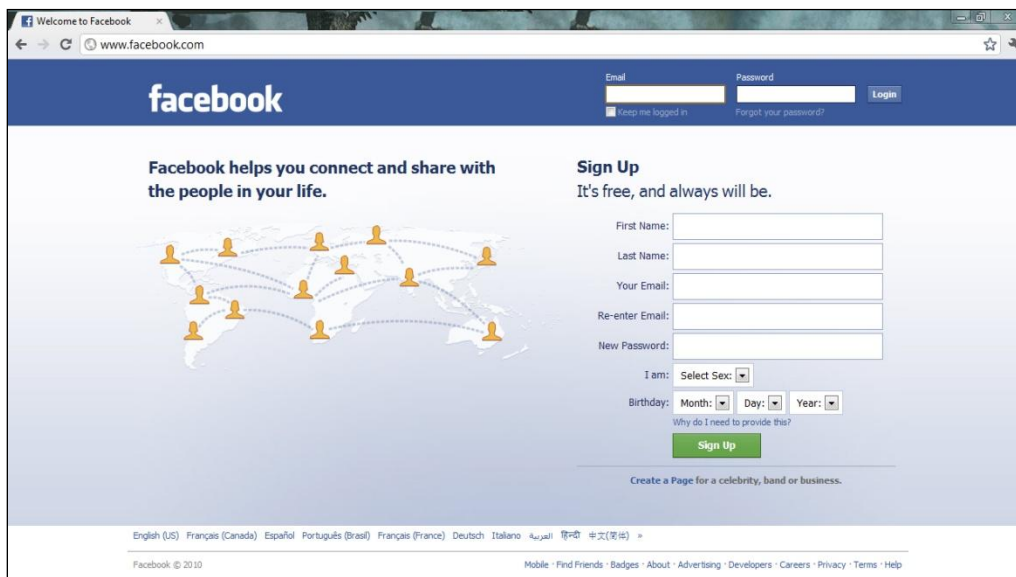 Welcome to Facebook
www.facebook.com
facebook
Email
Password
Login
Keep me logged in
Forgot your password?
Facebook helps you connect and share with
the people in your life.
Sign Up
It's free, and always will be.
First Name:
Last Name:
Your Email:
Re-enter Email:
New Password:
I am: Select Sex:
Birthday: Month: Day: Year:
Why do I need to provide this?
Sign Up
Create a Page for a celebrity, band or business.
English (US) Français (Canada) Español Português (Brasil) Français (France) Deutsch Italiano العربية हिन्दी 中文(简体) »
Facebook © 2010
Mobile · Find Friends · Badges · About · Advertising · Developers · Careers · Privacy · Terms · Help